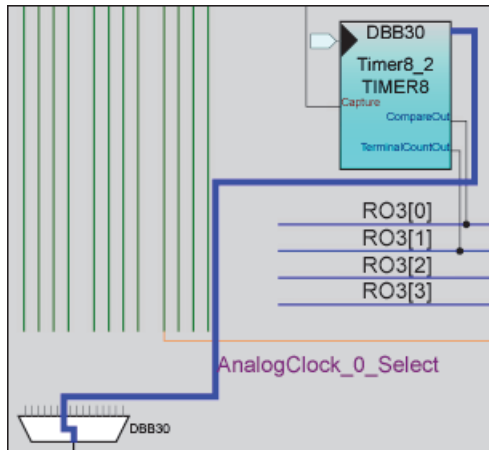 DBB30
Timer8_2
TIMER8
Capture
CompareOut
TerminalCountOut
RO3[0]
RO3[1]
RO3[2]
RO3[3]
AnalogClock_0_Select
DBB30